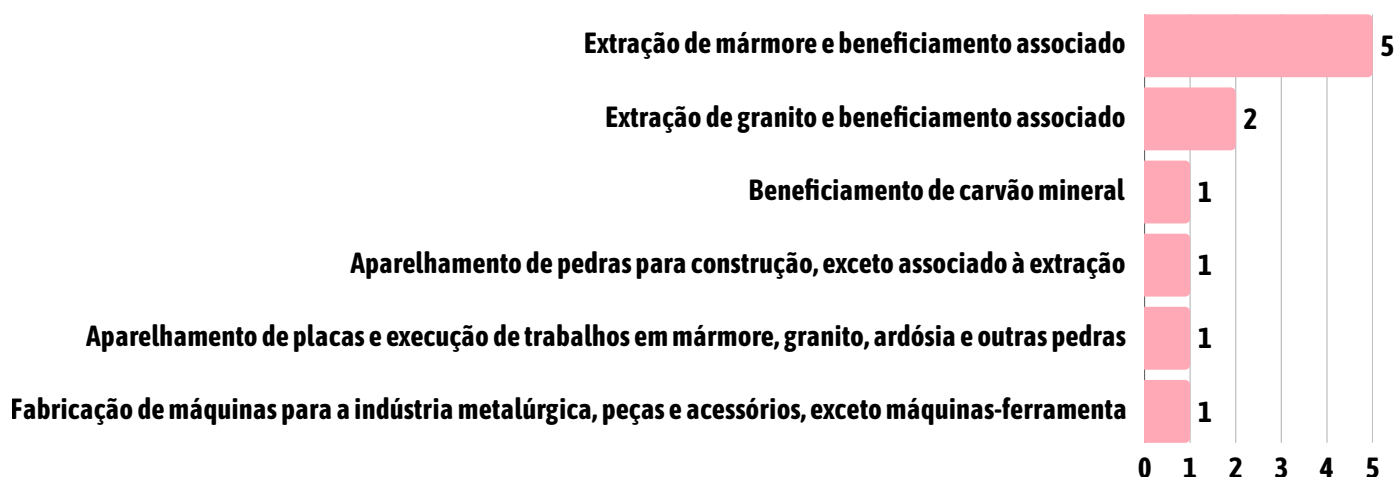 Extração de mármore e beneficiamento associado 5
Extração de granito e beneficiamento associado 2
Beneficiamento de carvão mineral 1
Aparelhamento de pedras para construção, exceto associado à extração 1
Aparelhamento de placas e execução de trabalhos em mármore, granito, ardósia e outras pedras 1
Fabricação de máquinas para a indústria metalúrgica, peças e acessórios, exceto máquinas-ferramenta 1
0 1 2 3 4 5